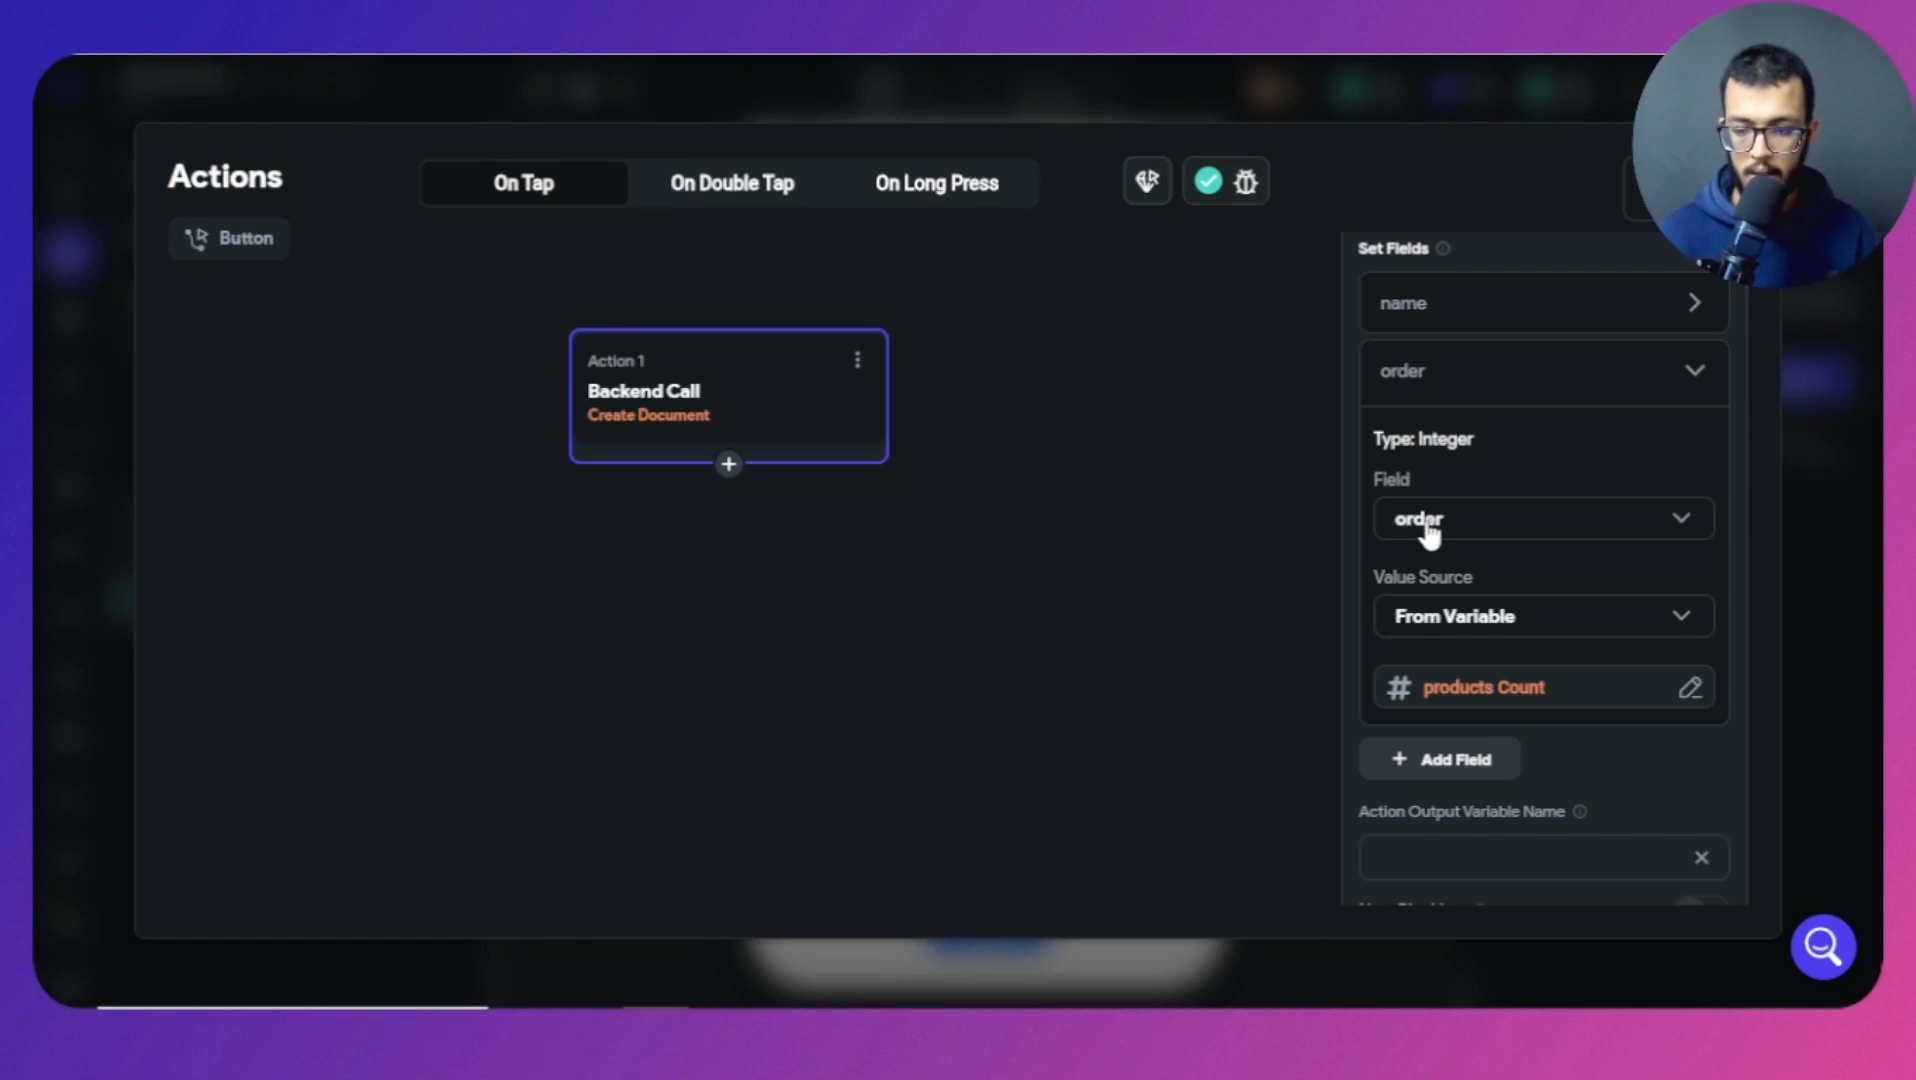 Actions
On Tap
On Double Tap
On Long Press
Button
Action 1
Backend Call
Create Document
Set Fields
name
order
Type: Integer
Field
order
Value Source
From Variable
products Count
Add Field
Action Output Variable Name